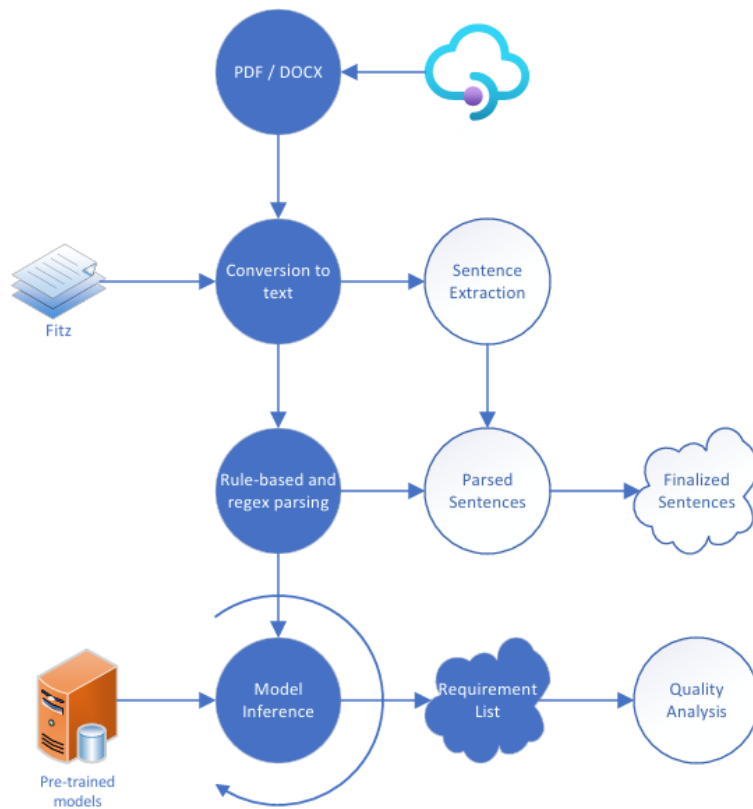 PDF / DOCX
Conversion to
text
Sentence
Extraction
Fitz
Rule-based and
regex parsing
Parsed
Sentences
Finalized
Sentences
Model
Inference
Requirement
List
Quality
Analysis
Pre-trained
models